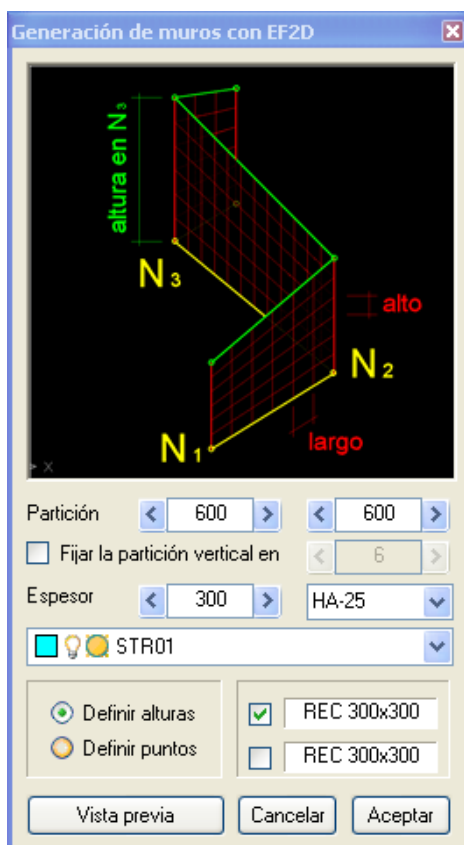 Generación de muros con EF2D
altura en N3
N3
alto
N2
N1
largo
X
Partición 600 600
Fijar la partición vertical en 6
Espesor 300 HA-25
STR01
Definir alturas REC 300x300
Definir puntos REC 300x300
Vista previa Cancelar Aceptar